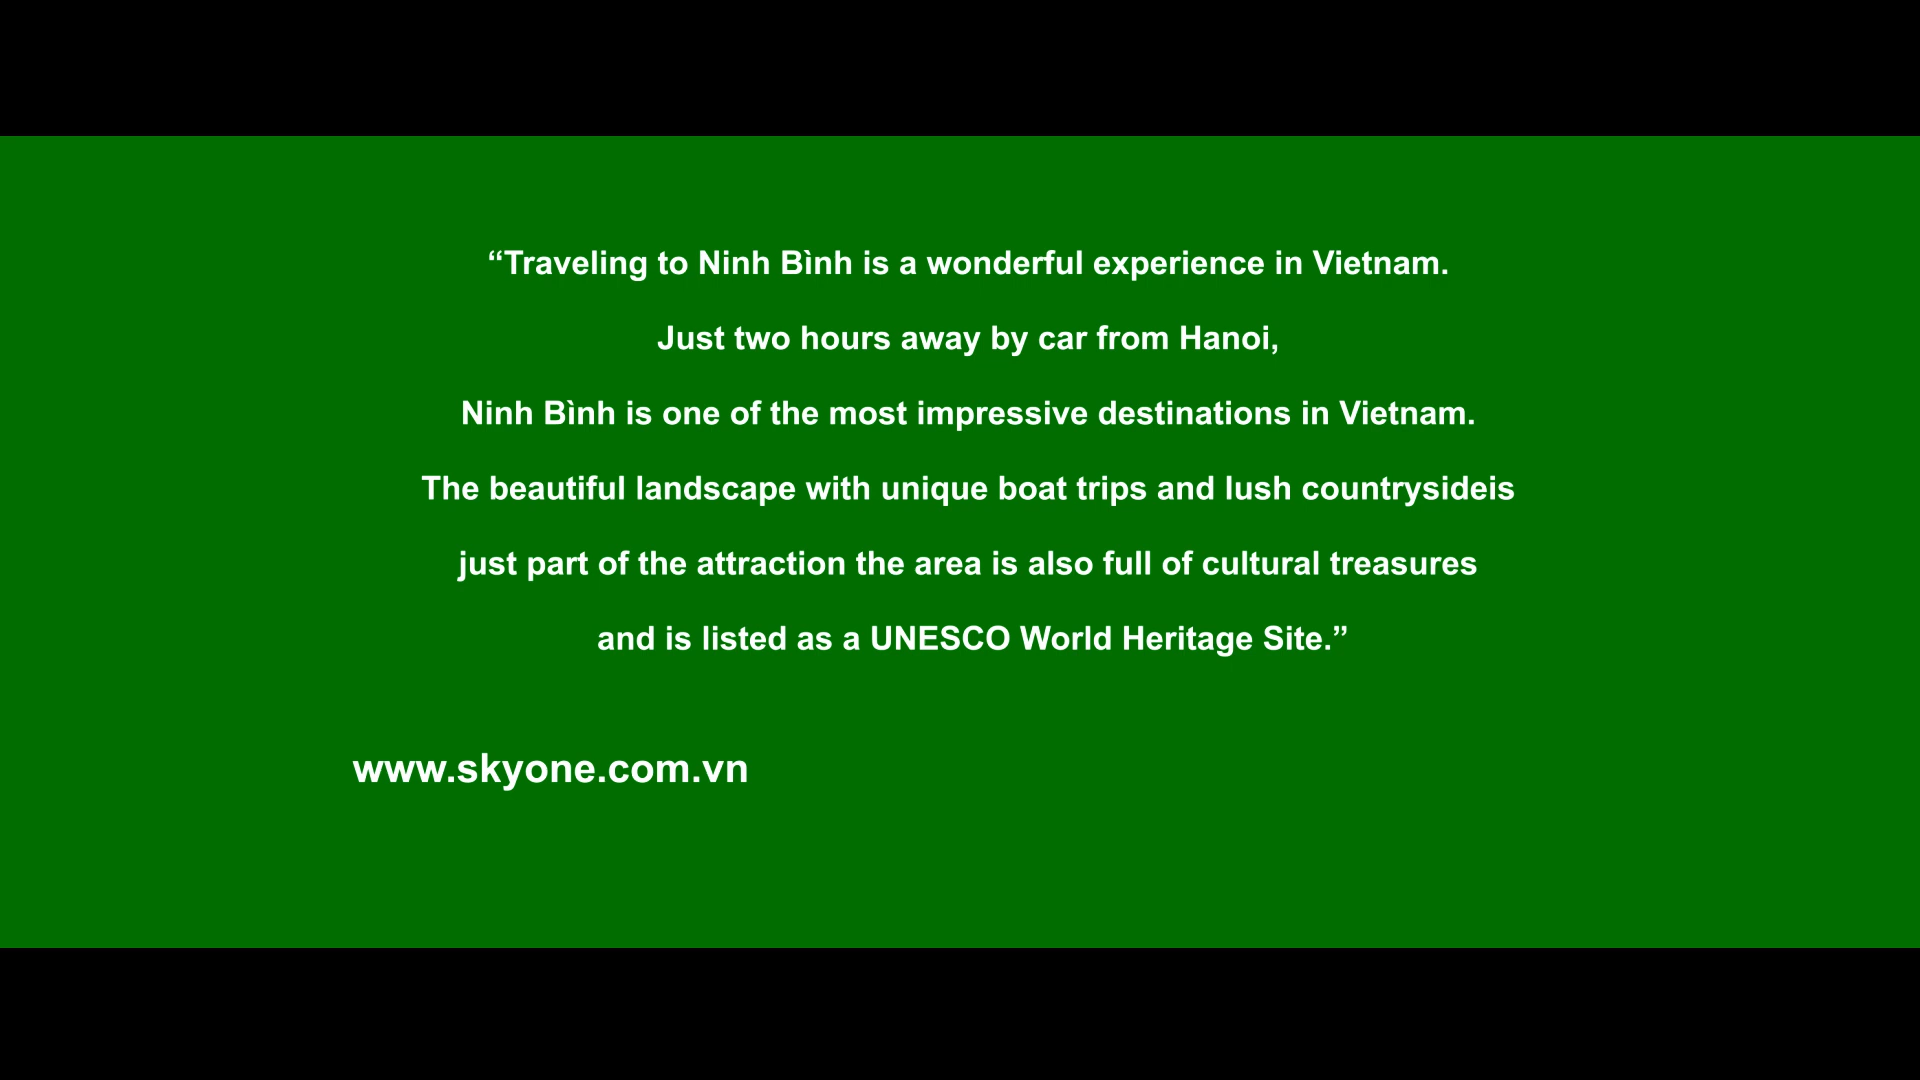 “Traveling to Ninh Bình is a wonderful experience in Vietnam.
Just two hours away by car from Hanoi,
Ninh Bình is one of the most impressive destinations in Vietnam.
The beautiful landscape with unique boat trips and lush countrysideis
just part of the attraction the area is also full of cultural treasures
and is listed as a UNESCO World Heritage Site.”
www.skyone.com.vn